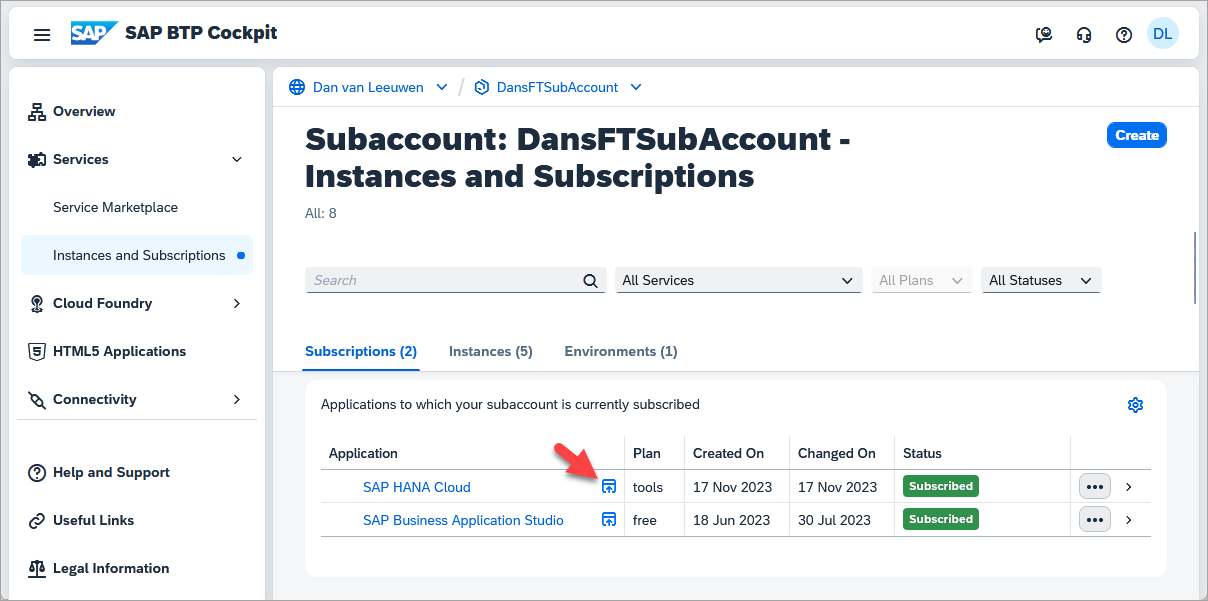 SAP SAP BTP Cockpit
DL
Dan van Leeuwen / DansFTSubAccount
Overview
Services
Service Marketplace
Instances and Subscriptions
Cloud Foundry
HTML5 Applications
Connectivity
Help and Support
Useful Links
Legal Information
Subaccount: DansFTSubAccount -
Instances and Subscriptions
Create
All: 8
Search
All Services
All Plans
All Statuses
Subscriptions (2) Instances (5) Environments (1)
Applications to which your subaccount is currently subscribed
Application Plan Created On Changed On Status
SAP HANA Cloud tools 17 Nov 2023 17 Nov 2023 Subscribed
SAP Business Application Studio free 18 Jun 2023 30 Jul 2023 Subscribed